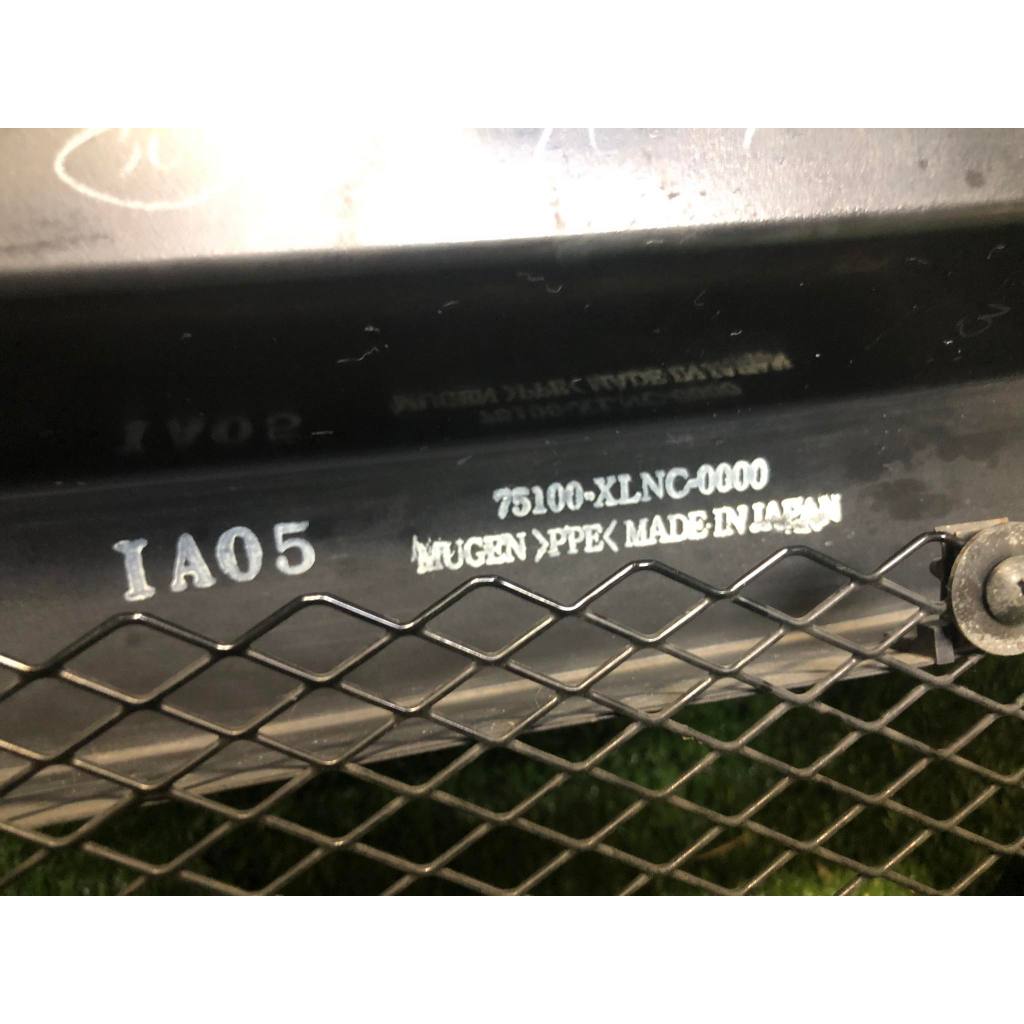 75100-XLNC-0000
IA05
MUGEN >PPE< MADE·IN JAPAN